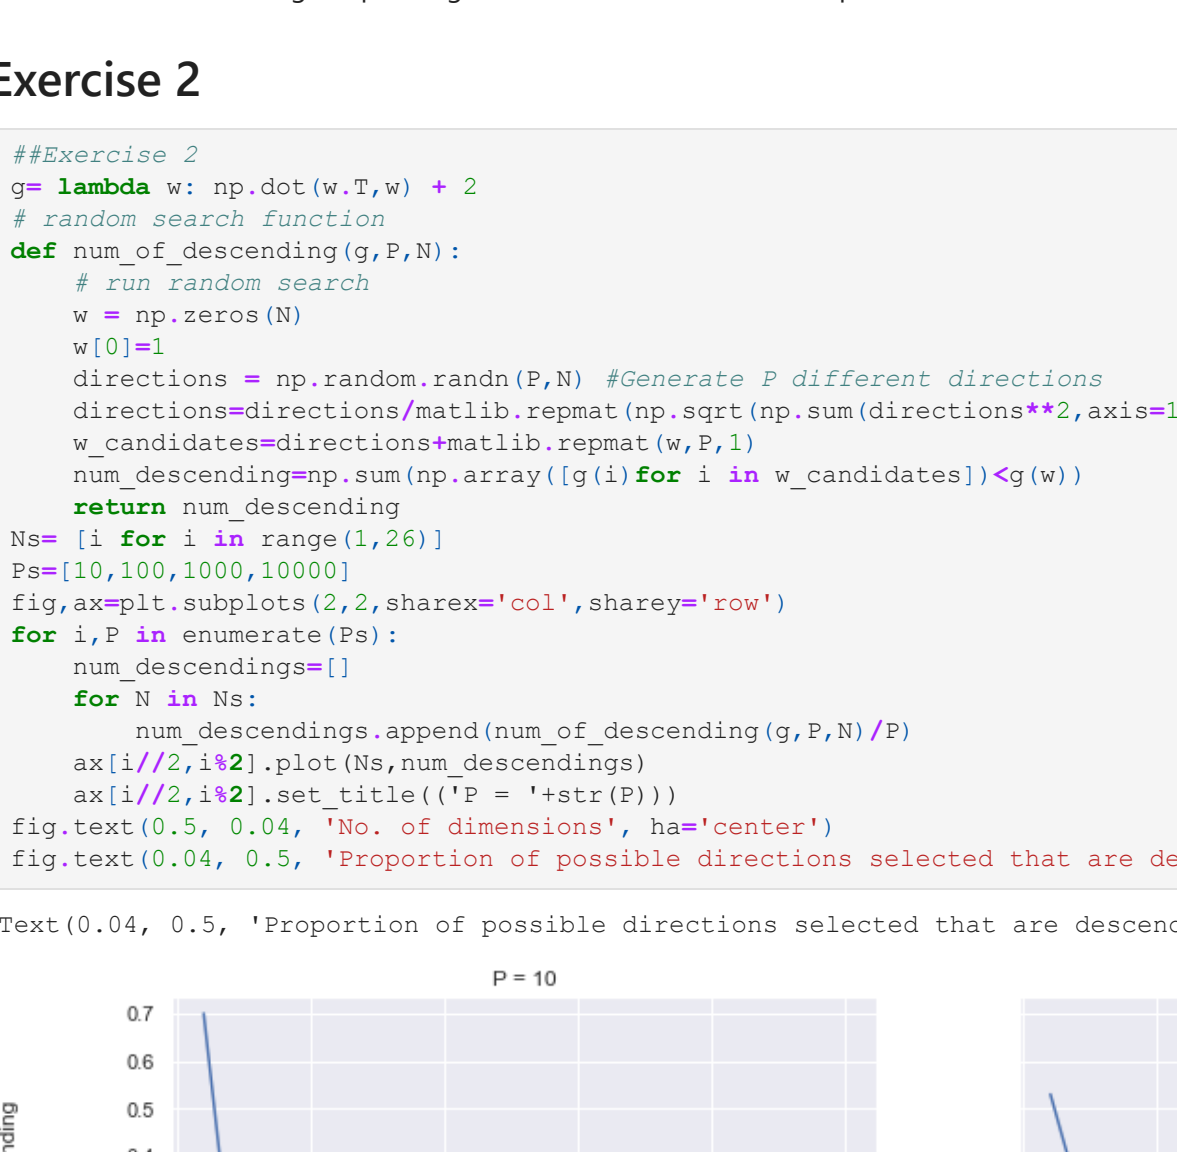 Exercise 2
##Exercise 2
g= lambda w: np.dot(w.T,w) + 2
# random search function
def num_of_descending(g,P,N):
    # run random search
    w = np.zeros(N)
    w[0]=1
    directions = np.random.randn(P,N) #Generate P different directions
    directions=directions/matlib.repmat(np.sqrt(np.sum(directions**2,axis=1
    w_candidates=directions+matlib.repmat(w,P,1)
    num_descending=np.sum(np.array([g(i)for i in w_candidates])<g(w))
    return num_descending
Ns= [i for i in range(1,26)]
Ps=[10,100,1000,10000]
fig,ax=plt.subplots(2,2,sharex='col',sharey='row')
for i,P in enumerate(Ps):
    num_descendings=[]
    for N in Ns:
        num_descendings.append(num_of_descending(g,P,N)/P)
    ax[i//2,i%2].plot(Ns,num_descendings)
    ax[i//2,i%2].set_title(('P = '+str(P)))
fig.text(0.5, 0.04, 'No. of dimensions', ha='center')
fig.text(0.04, 0.5, 'Proportion of possible directions selected that are de
Text(0.04, 0.5, 'Proportion of possible directions selected that are descend
P = 10
0.7
0.6
0.5